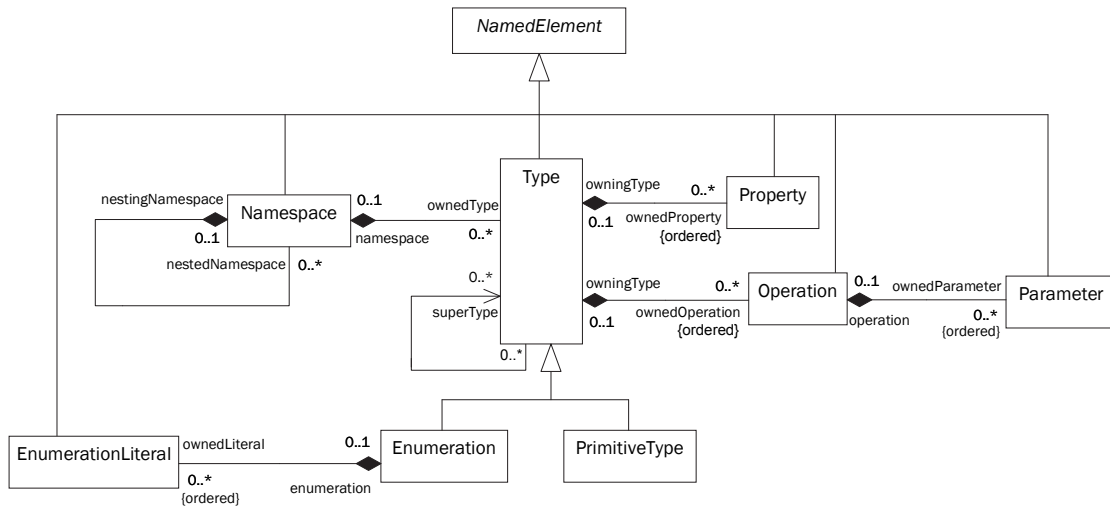 NamedElement
Type
nestingNamespace
0..1
Namespace
0..1
namespace
ownedType
0..*
nestedNamespace
0..*
owningType
0..1
0..*
ownedProperty
{ordered}
Property
0..*
superType
0..*
owningType
0..1
0..*
ownedOperation
{ordered}
Operation
0..1
operation
ownedParameter
0..*
{ordered}
Parameter
EnumerationLiteral
ownedLiteral
0..*
{ordered}
0..1
enumeration
Enumeration
PrimitiveType